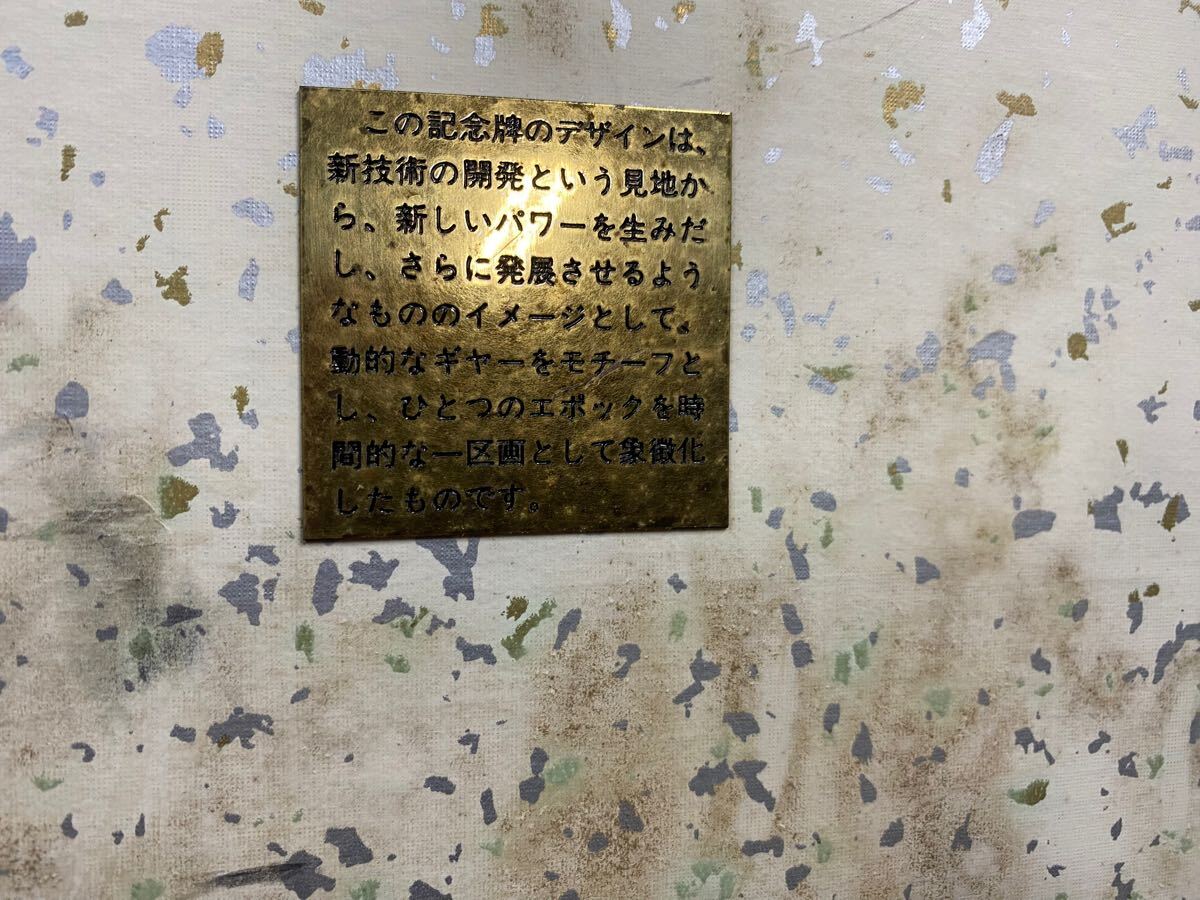 この記念牌のデザインは、
新技術の開発という見地か
ら、新しいパワーを生みだ
し、さらに発展させるよう
なもののイメージとして、
動的なギヤーをモチーフと
し、ひとつのエポックを時
間的な一区画として象徴化
したものです。